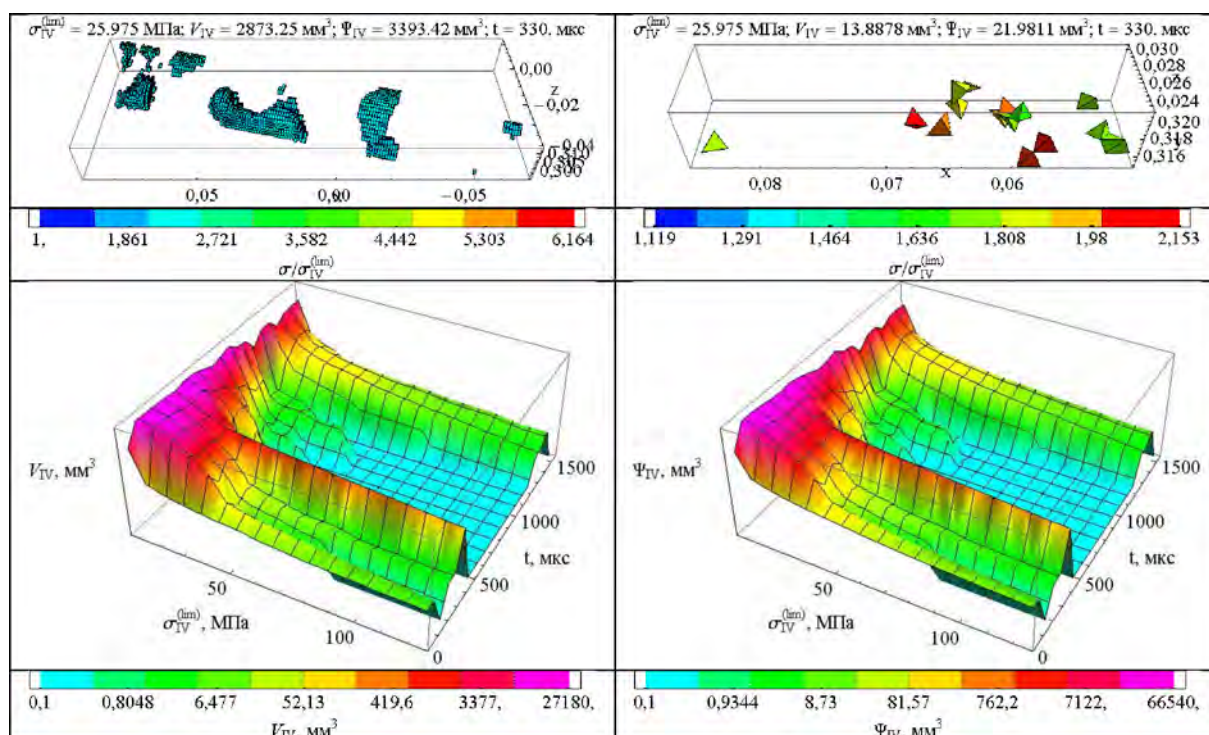 σ_IV^(lim) = 25.975 МПа; V_IV = 2873.25 мм³; Ψ_IV = 3393.42 мм³; t = 330. мкс
0,00
z
−0,02
0,04
0,05 −0,05
1, 1,861 2,721 3,582 4,442 5,303 6,164
σ/σ_IV^(lim)
σ_IV^(lim) = 25.975 МПа; V_IV = 13.8878 мм³; Ψ_IV = 21.9811 мм³; t = 330. мкс
0,030
0,028
0,026
0,024
0,320
0,318
0,316
0,08 0,07 x 0,06
1,119 1,291 1,464 1,636 1,808 1,98 2,153
σ/σ_IV^(lim)
V_IV, мм³
1500
1000
t, мкс
500
50
σ_IV^(lim), МПа
100
0
0,1 0,8048 6,477 52,13 419,6 3377, 27180,
V_IV, мм³
Ψ_IV, мм³
1500
1000
t, мкс
500
50
σ_IV^(lim), МПа
100
0
0,1 0,9344 8,73 81,57 762,2 7122, 66540,
Ψ_IV, мм³